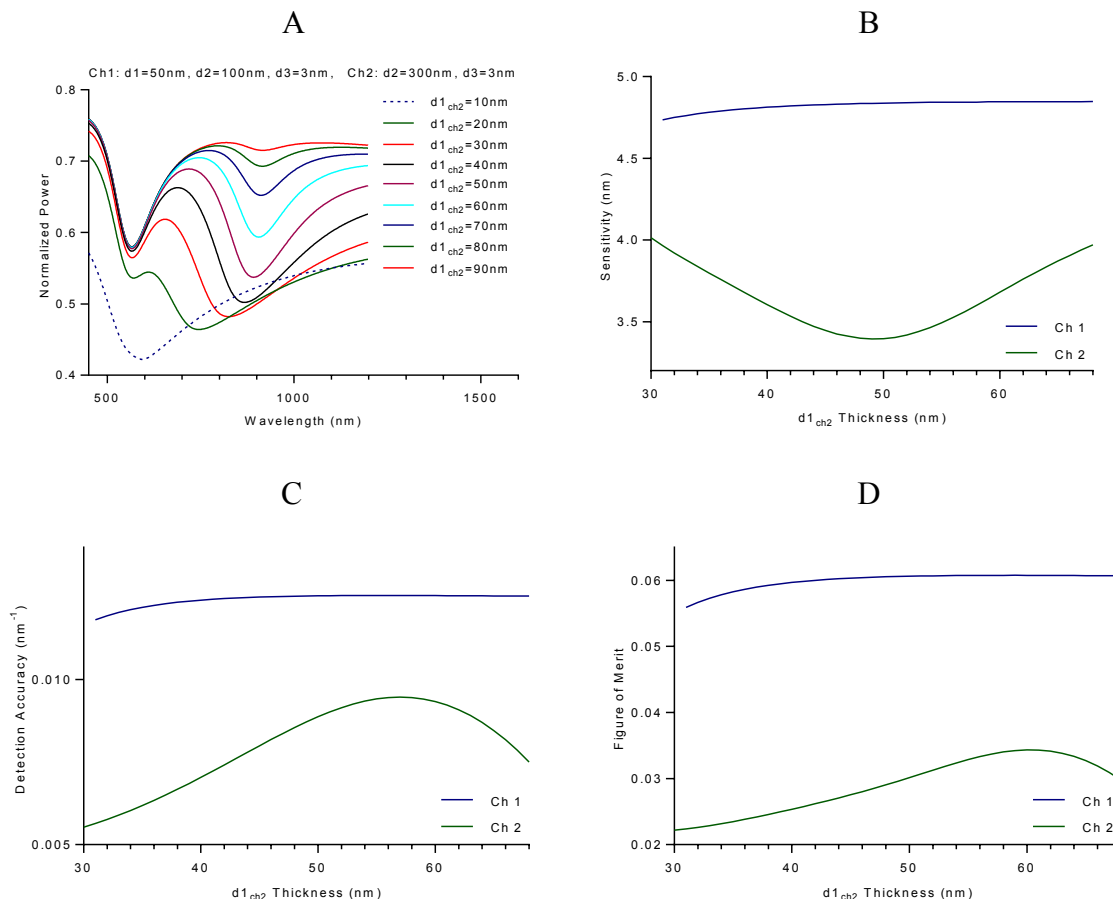 A
Ch1: d1=50nm, d2=100nm, d3=3nm, Ch2: d2=300nm, d3=3nm
0.8
0.7
0.6
0.5
0.4
Normalized Power
500
1000
1500
Wavelength (nm)
d1ch2=10nm
d1ch2=20nm
d1ch2=30nm
d1ch2=40nm
d1ch2=50nm
d1ch2=60nm
d1ch2=70nm
d1ch2=80nm
d1ch2=90nm
B
5.0
4.5
4.0
3.5
Sensitivity (nm)
30
40
50
60
d1ch2 Thickness (nm)
Ch 1
Ch 2
C
0.010
0.005
Detection Accuracy (nm-1)
30
40
50
60
d1ch2 Thickness (nm)
Ch 1
Ch 2
D
0.06
0.05
0.04
0.03
0.02
Figure of Merit
30
40
50
60
d1ch2 Thickness (nm)
Ch 1
Ch 2